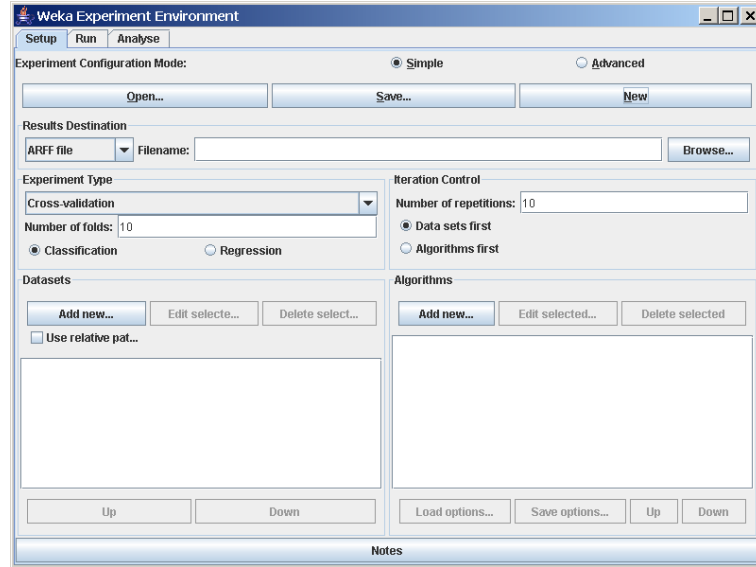 Weka Experiment Environment
Setup Run Analyse
Experiment Configuration Mode: Simple Advanced
Open... Save... New
Results Destination
ARFF file Filename: Browse...
Experiment Type
Cross-validation
Number of folds: 10
Classification Regression
Iteration Control
Number of repetitions: 10
Data sets first
Algorithms first
Datasets
Add new... Edit selecte... Delete select...
Use relative pat...
Up Down
Algorithms
Add new... Edit selected... Delete selected
Load options... Save options... Up Down
Notes